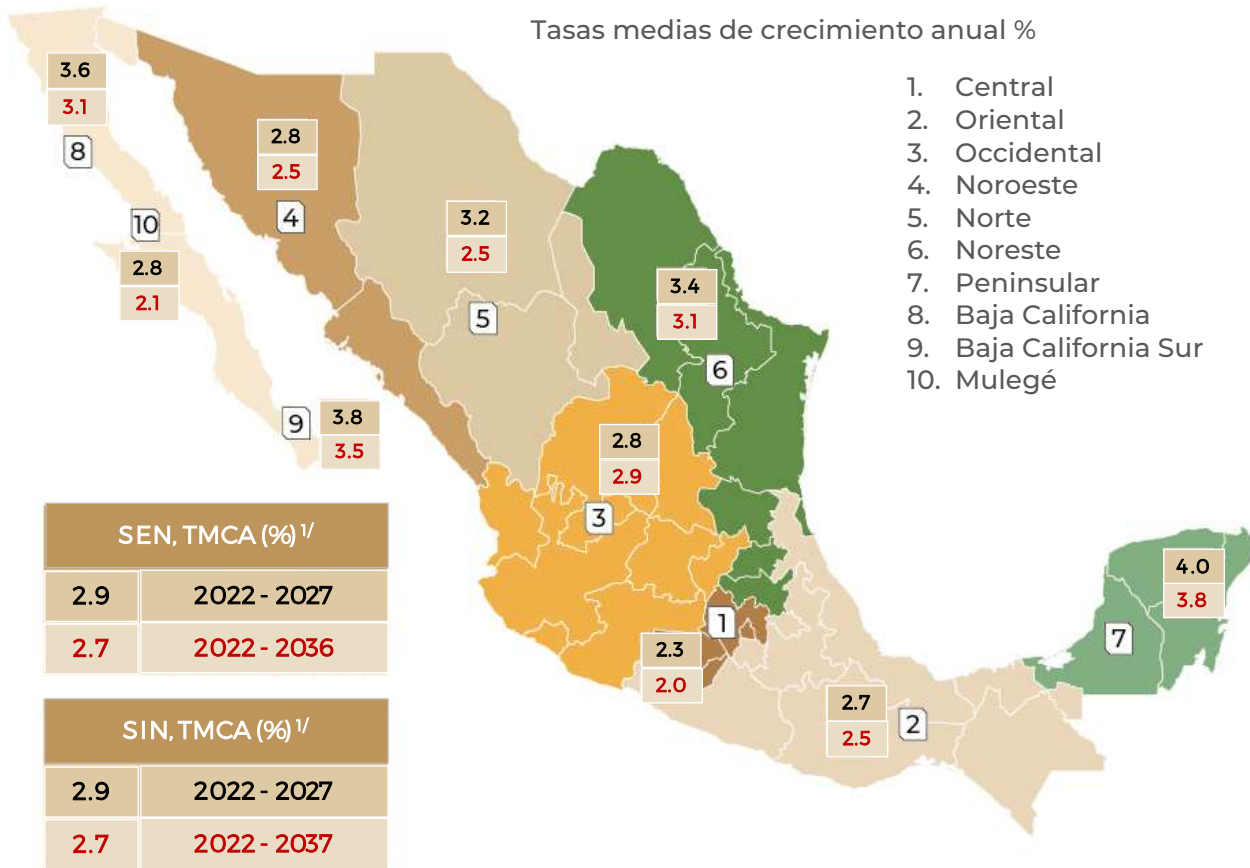 Tasas medias de crecimiento anual %
1. Central
2. Oriental
3. Occidental
4. Noroeste
5. Norte
6. Noreste
7. Peninsular
8. Baja California
9. Baja California Sur
10. Mulegé
3.6
3.1
8
2.8
2.5
4
10
2.8
2.1
3.2
2.5
5
3.4
3.1
6
9
3.8
3.5
2.8
2.9
3
1
2.3
2.0
2.7
2.5
2
4.0
3.8
7
SEN, TMCA (%) 1/
2.9 2022 - 2027
2.7 2022 - 2036
SIN, TMCA (%) 1/
2.9 2022 - 2027
2.7 2022 - 2037